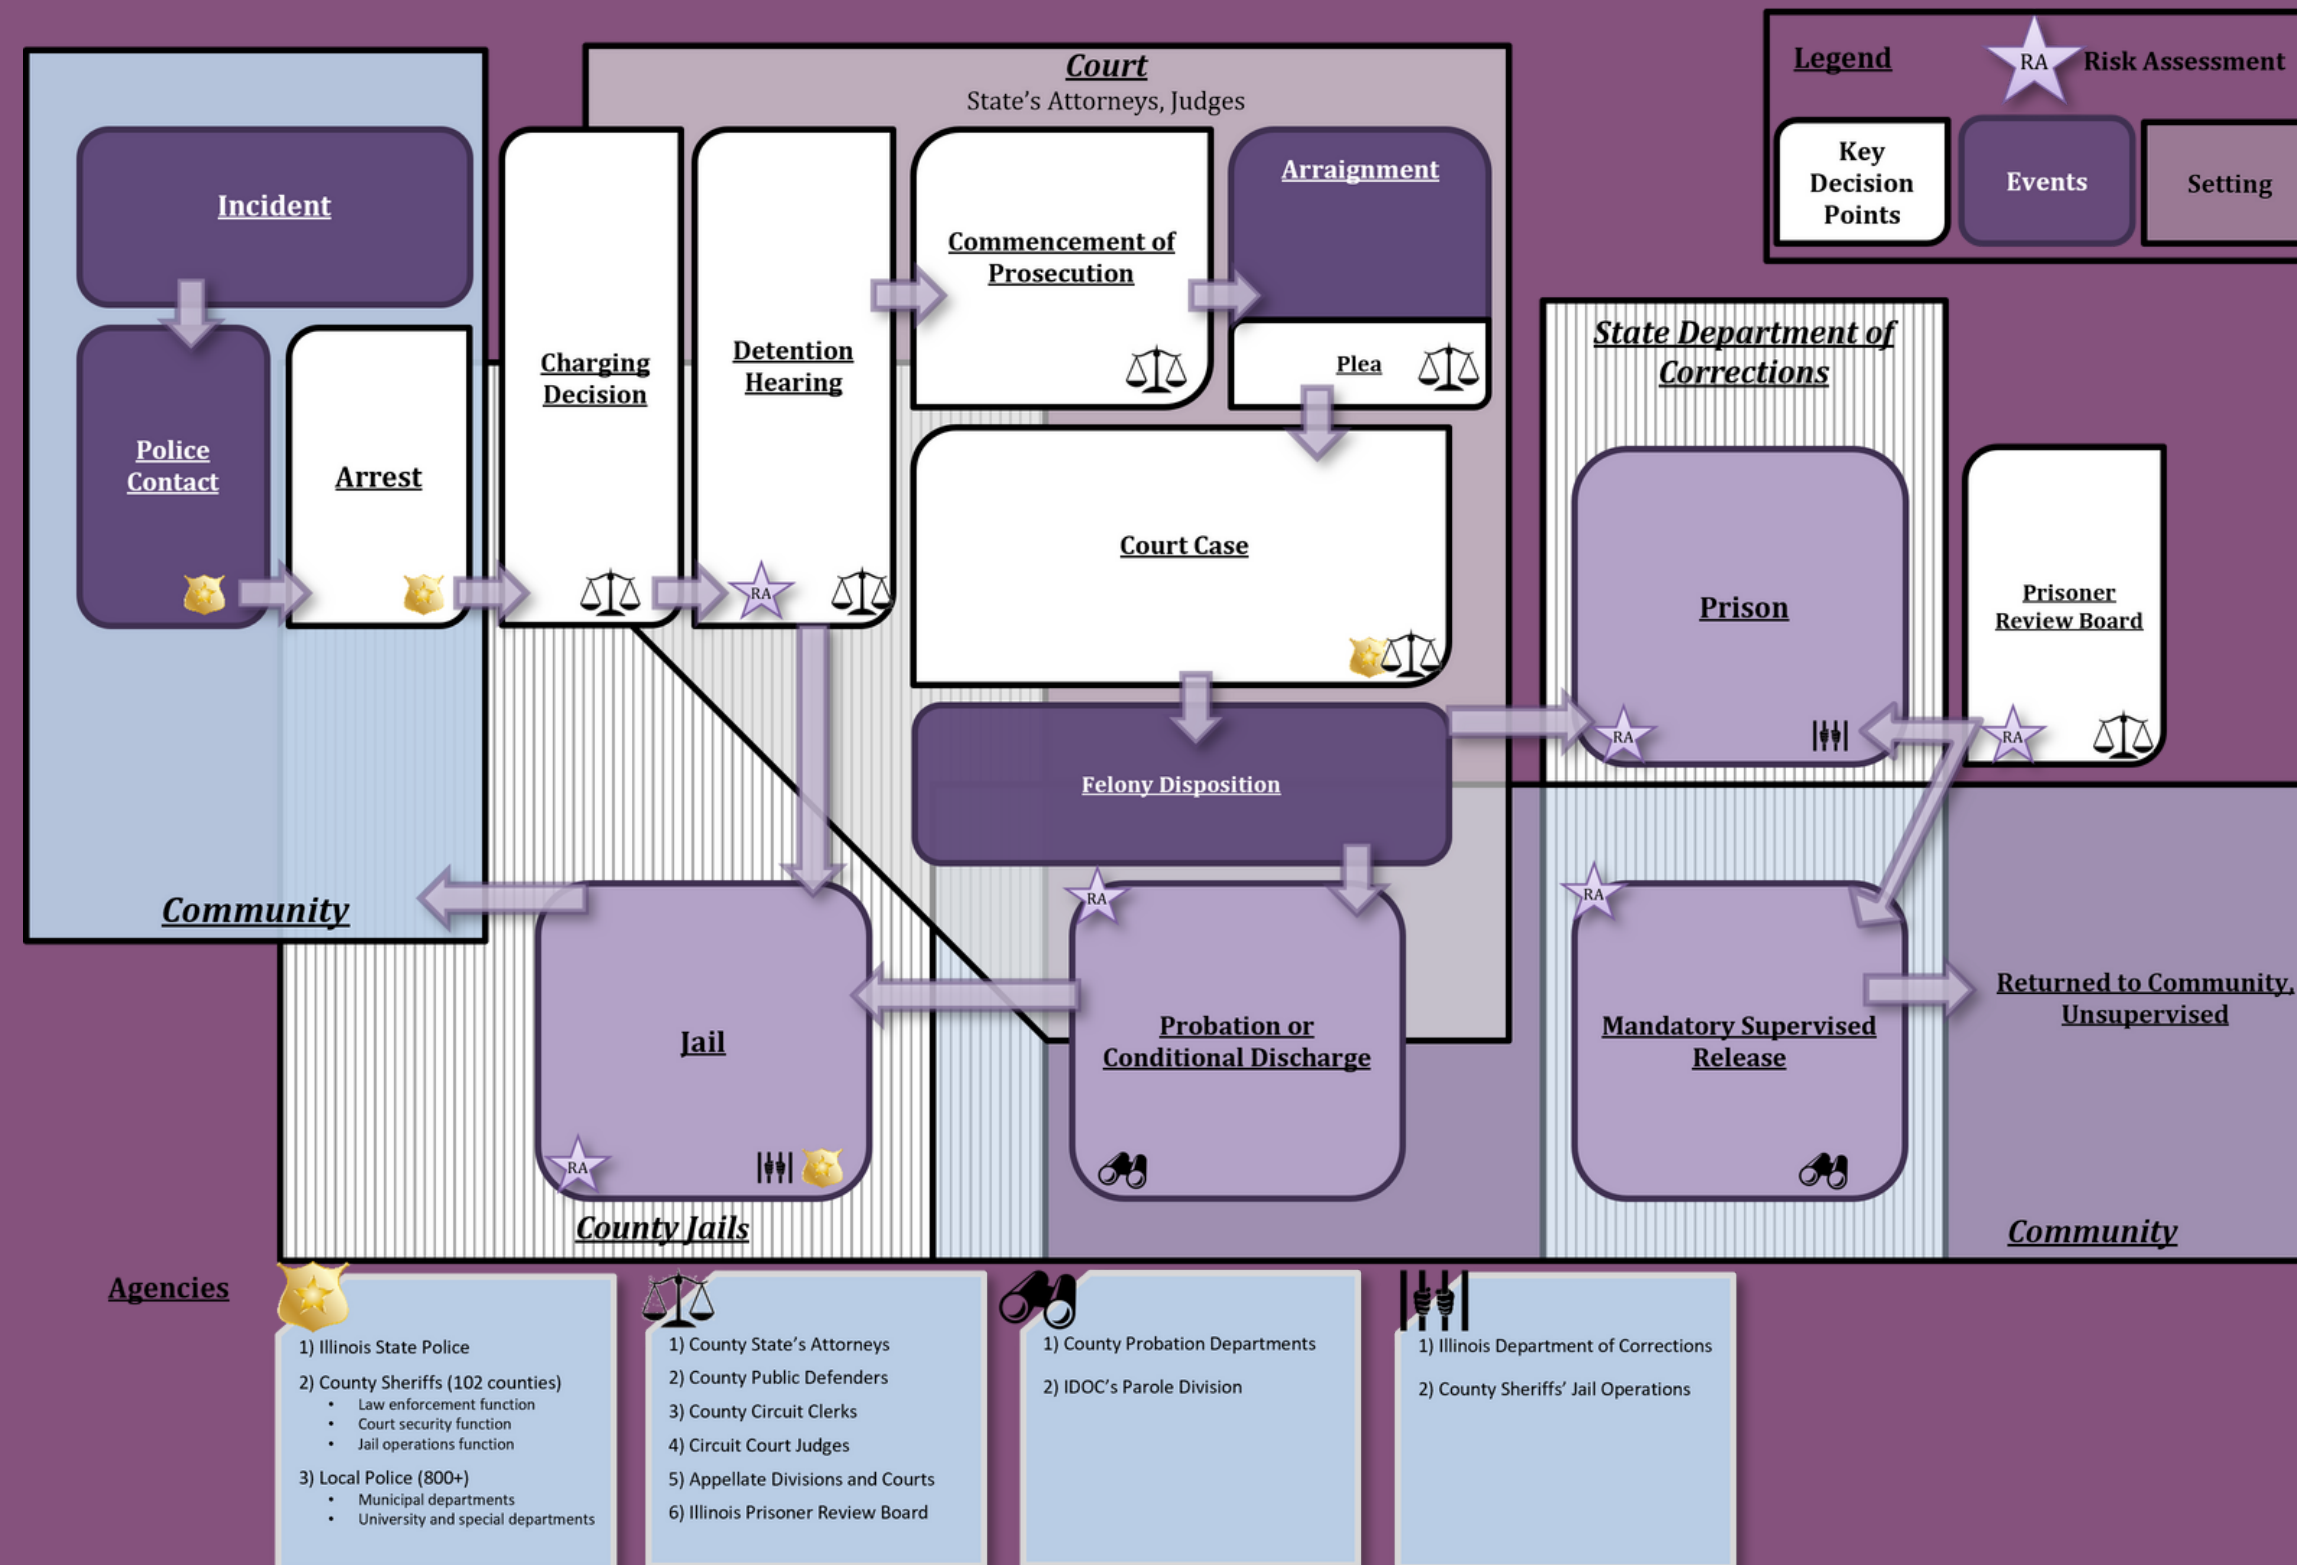 Court
State's Attorneys, Judges
Legend
RA
Risk Assessment
Key
Decision
Points
Events
Setting
Incident
Police
Contact
Arrest
Charging
Decision
Detention
Hearing
RA
Commencement of
Prosecution
Arraignment
Plea
Court Case
Felony Disposition
State Department of
Corrections
Prison
RA
Prisoner
Review Board
RA
Community
Jail
RA
County Jails
RA
Probation or
Conditional Discharge
RA
Mandatory Supervised
Release
Returned to Community,
Unsupervised
Community
Agencies
1) Illinois State Police
2) County Sheriffs (102 counties)
• Law enforcement function
• Court security function
• Jail operations function
3) Local Police (800+)
• Municipal departments
• University and special departments
1) County State's Attorneys
2) County Public Defenders
3) County Circuit Clerks
4) Circuit Court Judges
5) Appellate Divisions and Courts
6) Illinois Prisoner Review Board
1) County Probation Departments
2) IDOC's Parole Division
1) Illinois Department of Corrections
2) County Sheriffs' Jail Operations